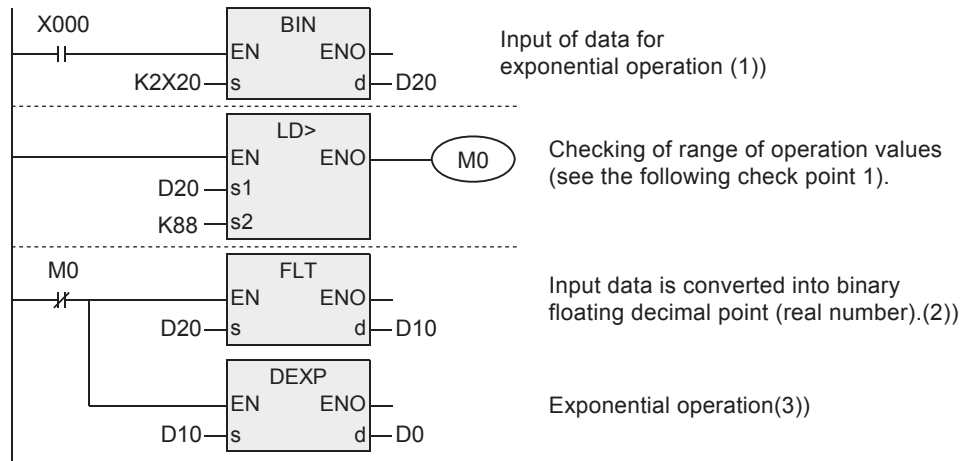 X000
BIN
EN ENO
K2X20 s d D20
Input of data for
exponential operation (1))
LD>
EN ENO M0
D20 s1
K88 s2
Checking of range of operation values
(see the following check point 1).
M0
FLT
EN ENO
D20 s d D10
Input data is converted into binary
floating decimal point (real number).(2))
DEXP
EN ENO
D10 s d D0
Exponential operation(3))